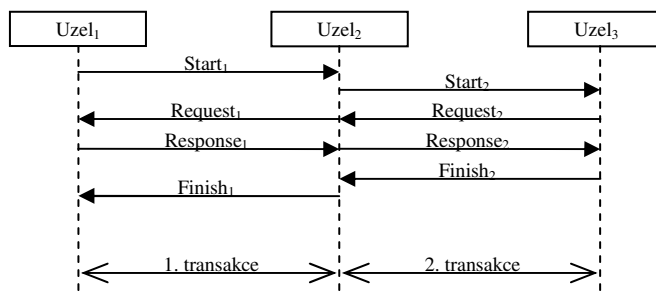 Uzel₁ Uzel₂ Uzel₃
Start₁
Start₂
Request₁ Request₂
Response₁ Response₂
Finish₂
Finish₁
1. transakce 2. transakce